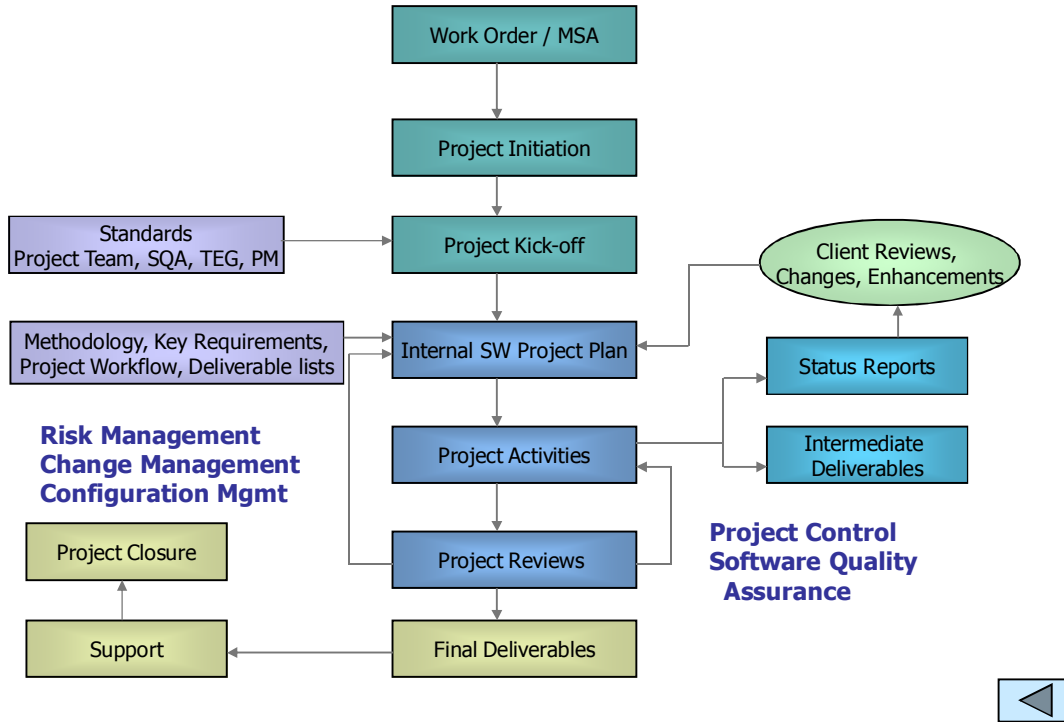 Work Order / MSA
Project Initiation
Standards
Project Team, SQA, TEG, PM
Project Kick-off
Client Reviews,
Changes, Enhancements
Methodology, Key Requirements,
Project Workflow, Deliverable lists
Internal SW Project Plan
Status Reports
Risk Management
Change Management
Configuration Mgmt
Project Activities
Intermediate
Deliverables
Project Closure
Project Reviews
Project Control
Software Quality
Assurance
Support
Final Deliverables